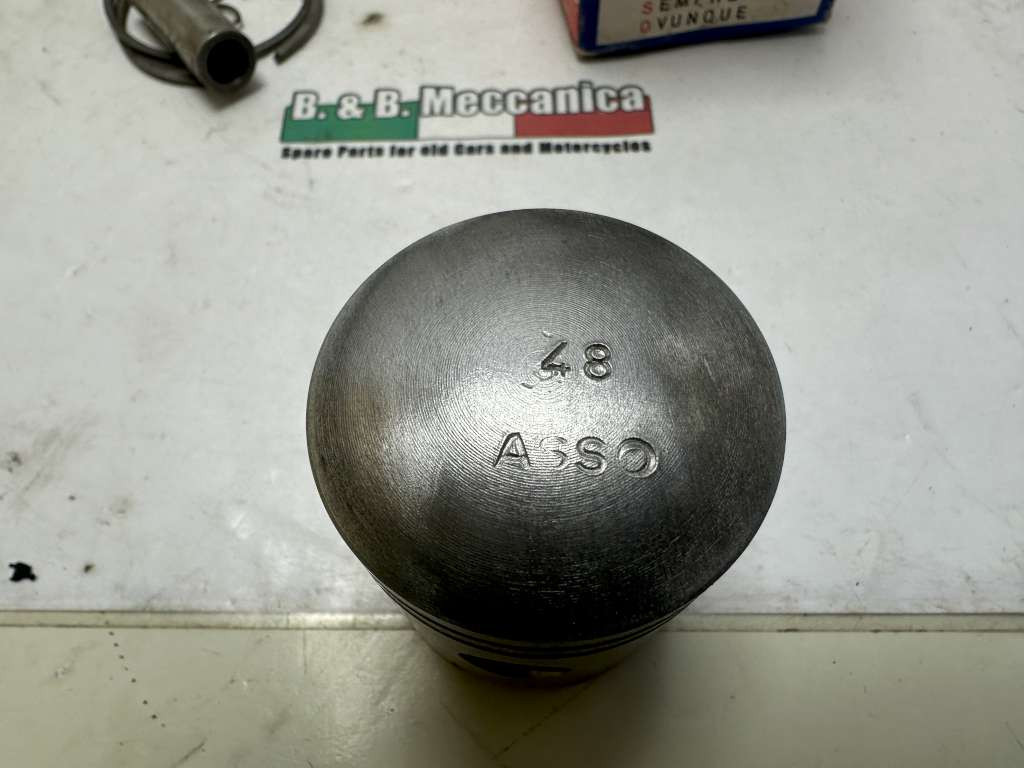 OVUNQUE
B. & B. Meccanica
Spare Parts for old Cars and Motorcycles
48
ASSO